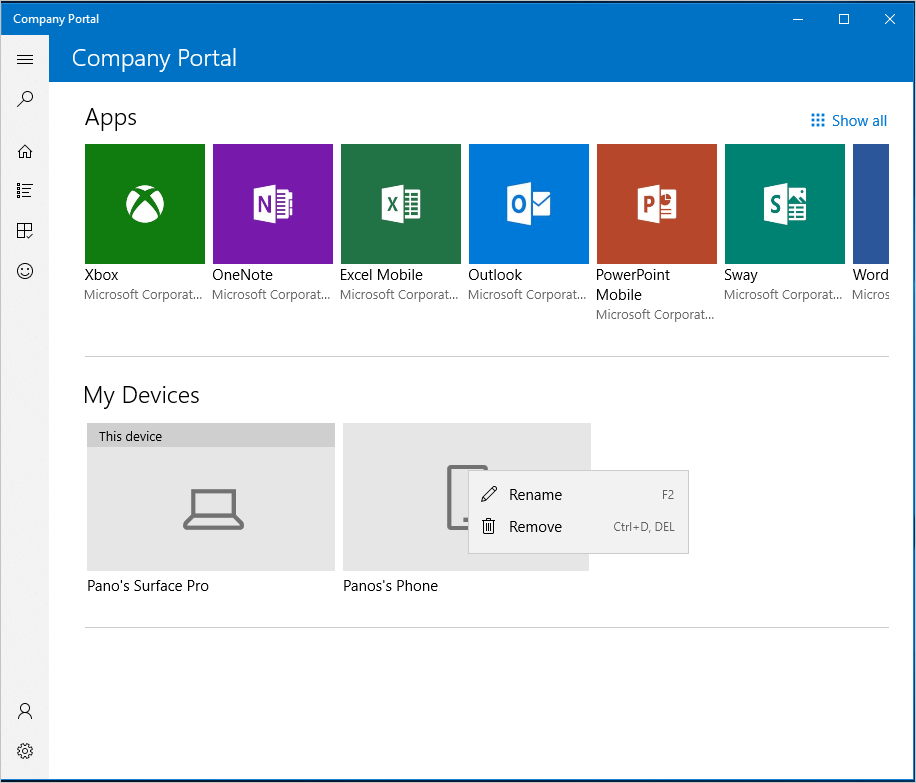 Company Portal
Company Portal
Apps
Show all
N
X
O
P
S
Xbox
OneNote
Excel Mobile
Outlook
PowerPoint
Mobile
Sway
Word
Microsoft Corporat...
Microsoft Corporat...
Microsoft Corporat...
Microsoft Corporat...
Microsoft Corporat...
Microsoft Corporat...
Micros
My Devices
This device
Rename F2
Remove Ctrl+D, DEL
Pano's Surface Pro
Panos's Phone